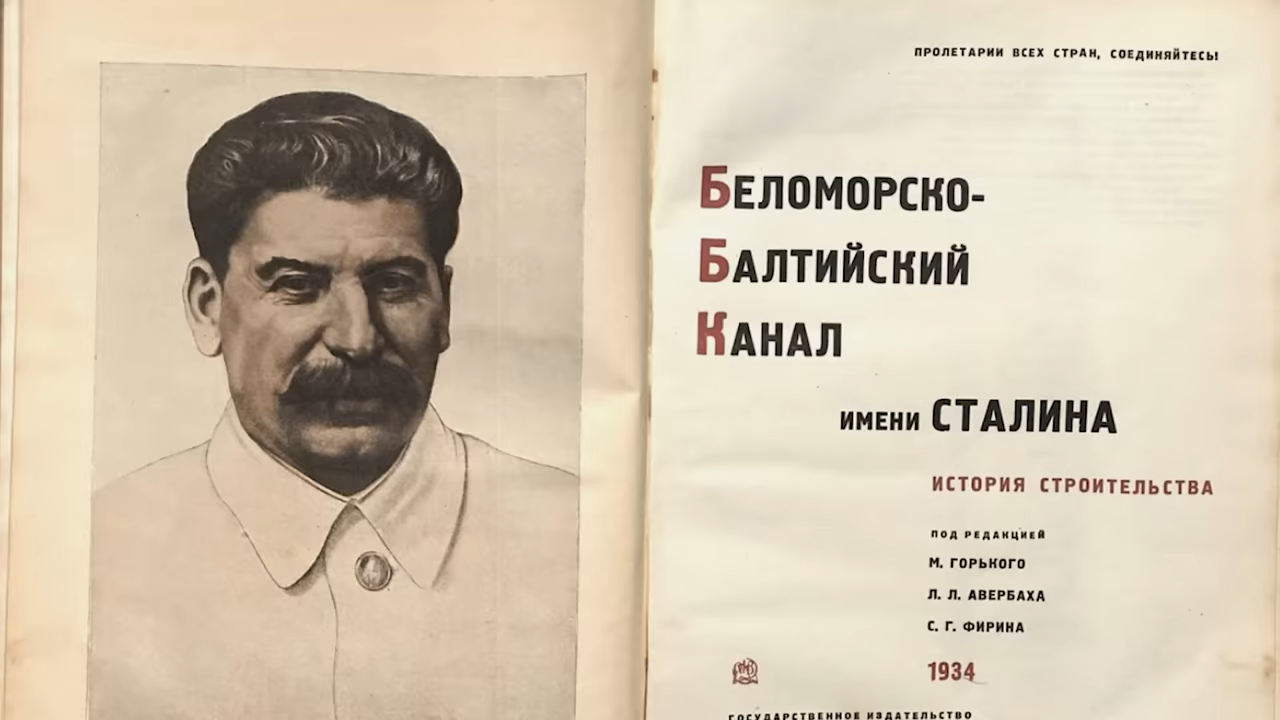 ПРОЛЕТАРИИ ВСЕХ СТРАН, СОЕДИНЯЙТЕСЬ!
БЕЛОМОРСКО-
БАЛТИЙСКИЙ
КАНАЛ
ИМЕНИ СТАЛИНА
ИСТОРИЯ СТРОИТЕЛЬСТВА
ПОД РЕДАКЦИЕЙ
М. ГОРЬКОГО
Л. Л. АВЕРБАХА
С. Г. ФИРИНА
1934
ГОСУДАРСТВЕННОЕ ИЗДАТЕЛЬСТВО